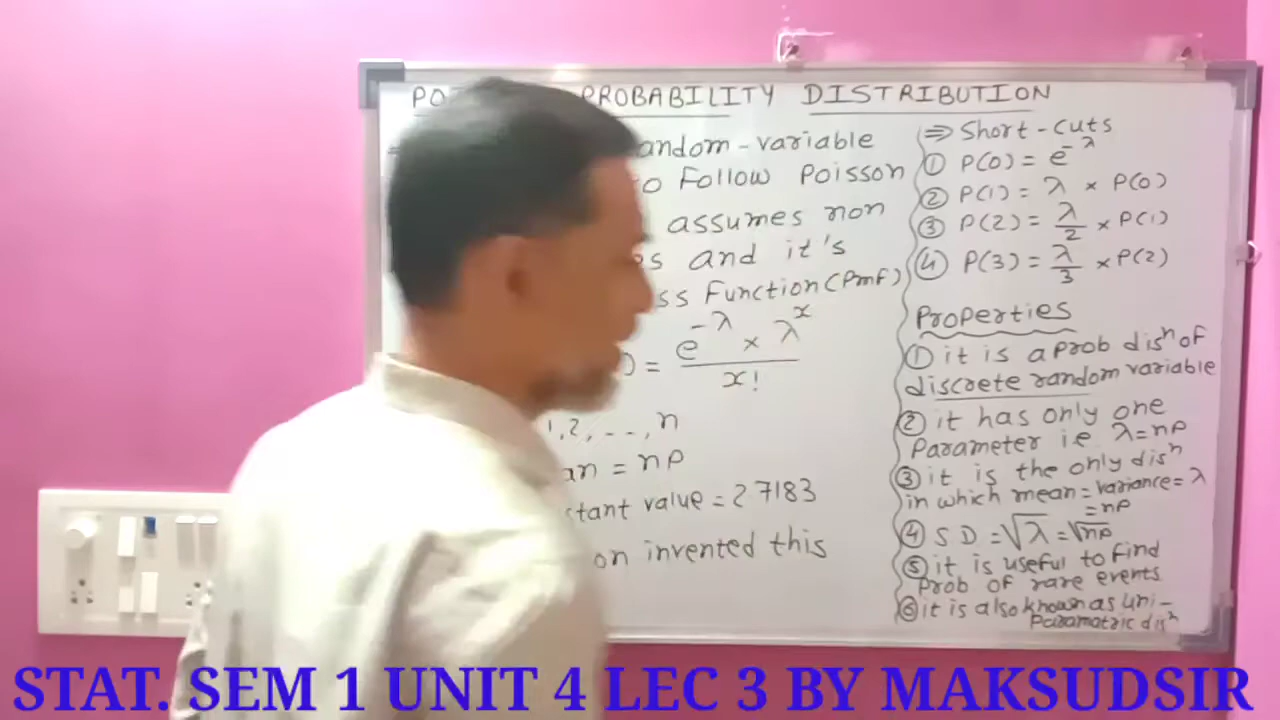 PROBABILITY DISTRIBUTION
andom-variable
to Follow Poisson
assumes non
es and it's
ss Function (Pmf)
) = e^-λ × λ^x / x!
1, 2, ..., n
an = np
stant value = 2.7183
on invented this
⇒ Short-cuts
① P(0) = e^-λ
② P(1) = λ × P(0)
③ P(2) = λ/2 × P(1)
④ P(3) = λ/3 × P(2)
Properties
① it is a prob disⁿ of
discrete random variable
② it has only one
Parameter i.e λ=np
③ it is the only disⁿ
in which mean = variance = λ
= np
④ S D = √λ = √np
⑤ it is useful to find
Prob of rare events
⑥ it is also known as uni-
Parametric disⁿ
STAT. SEM 1 UNIT 4 LEC 3 BY MAKSUDSIR